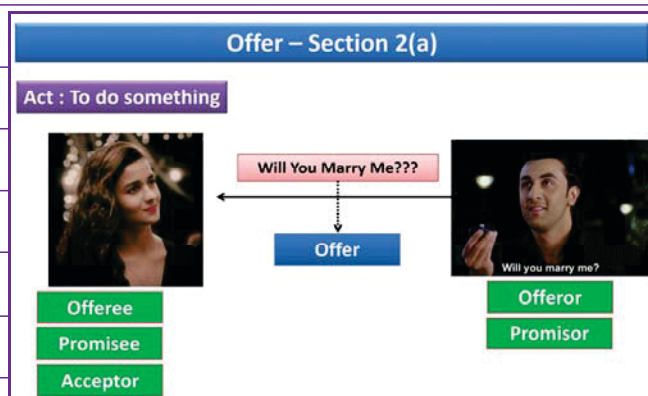 Offer – Section 2(a)
Act : To do something
Will You Marry Me???
Offer
Will you marry me?
Offeree
Promisee
Acceptor
Offeror
Promisor